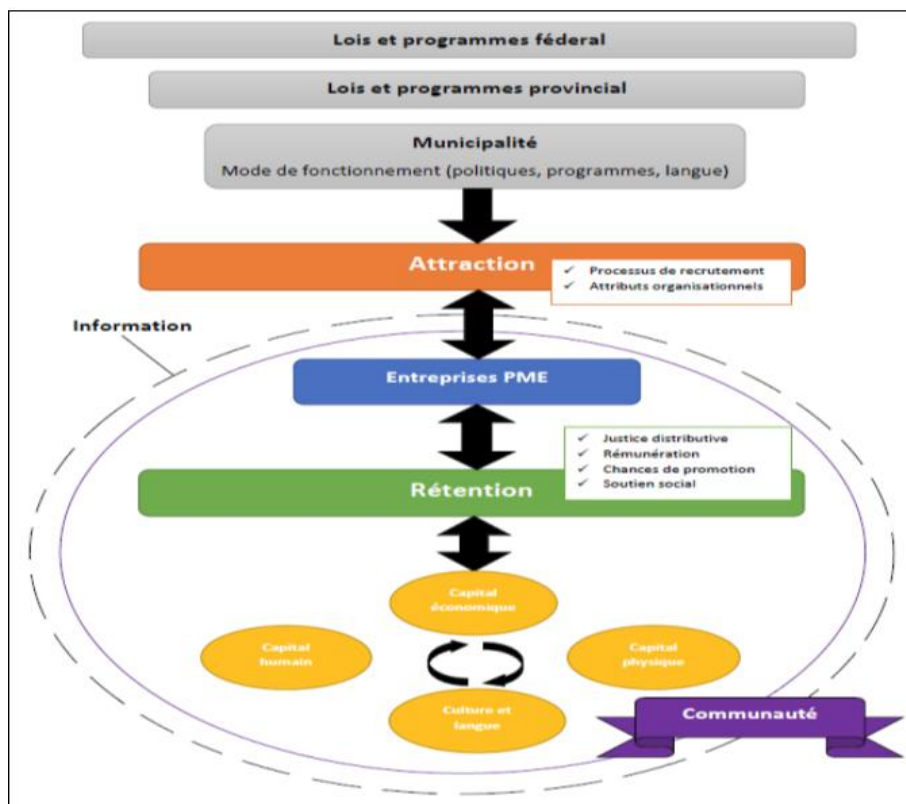 Lois et programmes fédéral
Lois et programmes provincial
Municipalité
Mode de fonctionnement (politiques, programmes, langue)
Attraction
✓ Processus de recrutement
✓ Attributs organisationnels
Information
Entreprises PME
✓ Justice distributive
✓ Rémunération
✓ Chances de promotion
✓ Soutien social
Rétention
Capital
économique
Capital
humain
Capital
physique
Culture et
langue
Communauté